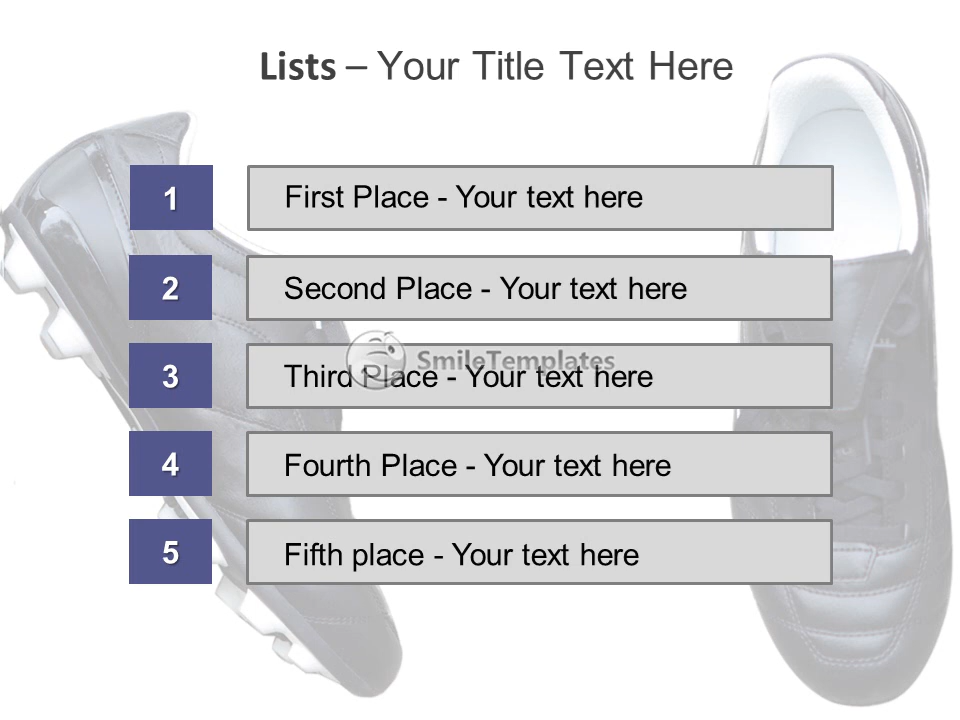 Lists – Your Title Text Here
1 First Place - Your text here
2 Second Place - Your text here
SmileTemplates
3 Third Place - Your text here
4 Fourth Place - Your text here
5 Fifth place - Your text here